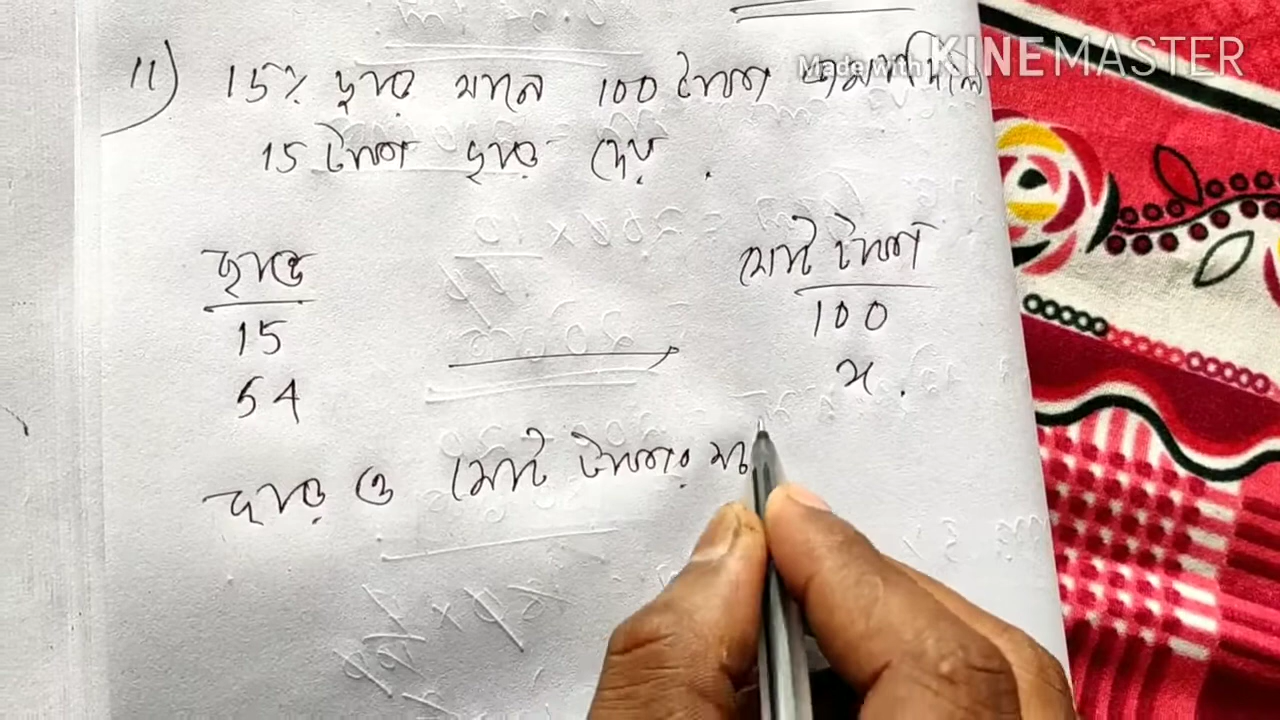 Made with KINEMASTER
11) 15% ছাড় মানে 100 টাকা জমা দিলে
15 টাকা ছাড় দেয় .
ছাড় মোট টাকা
15 100
54 x .
ছাড় ও মোট টাকার